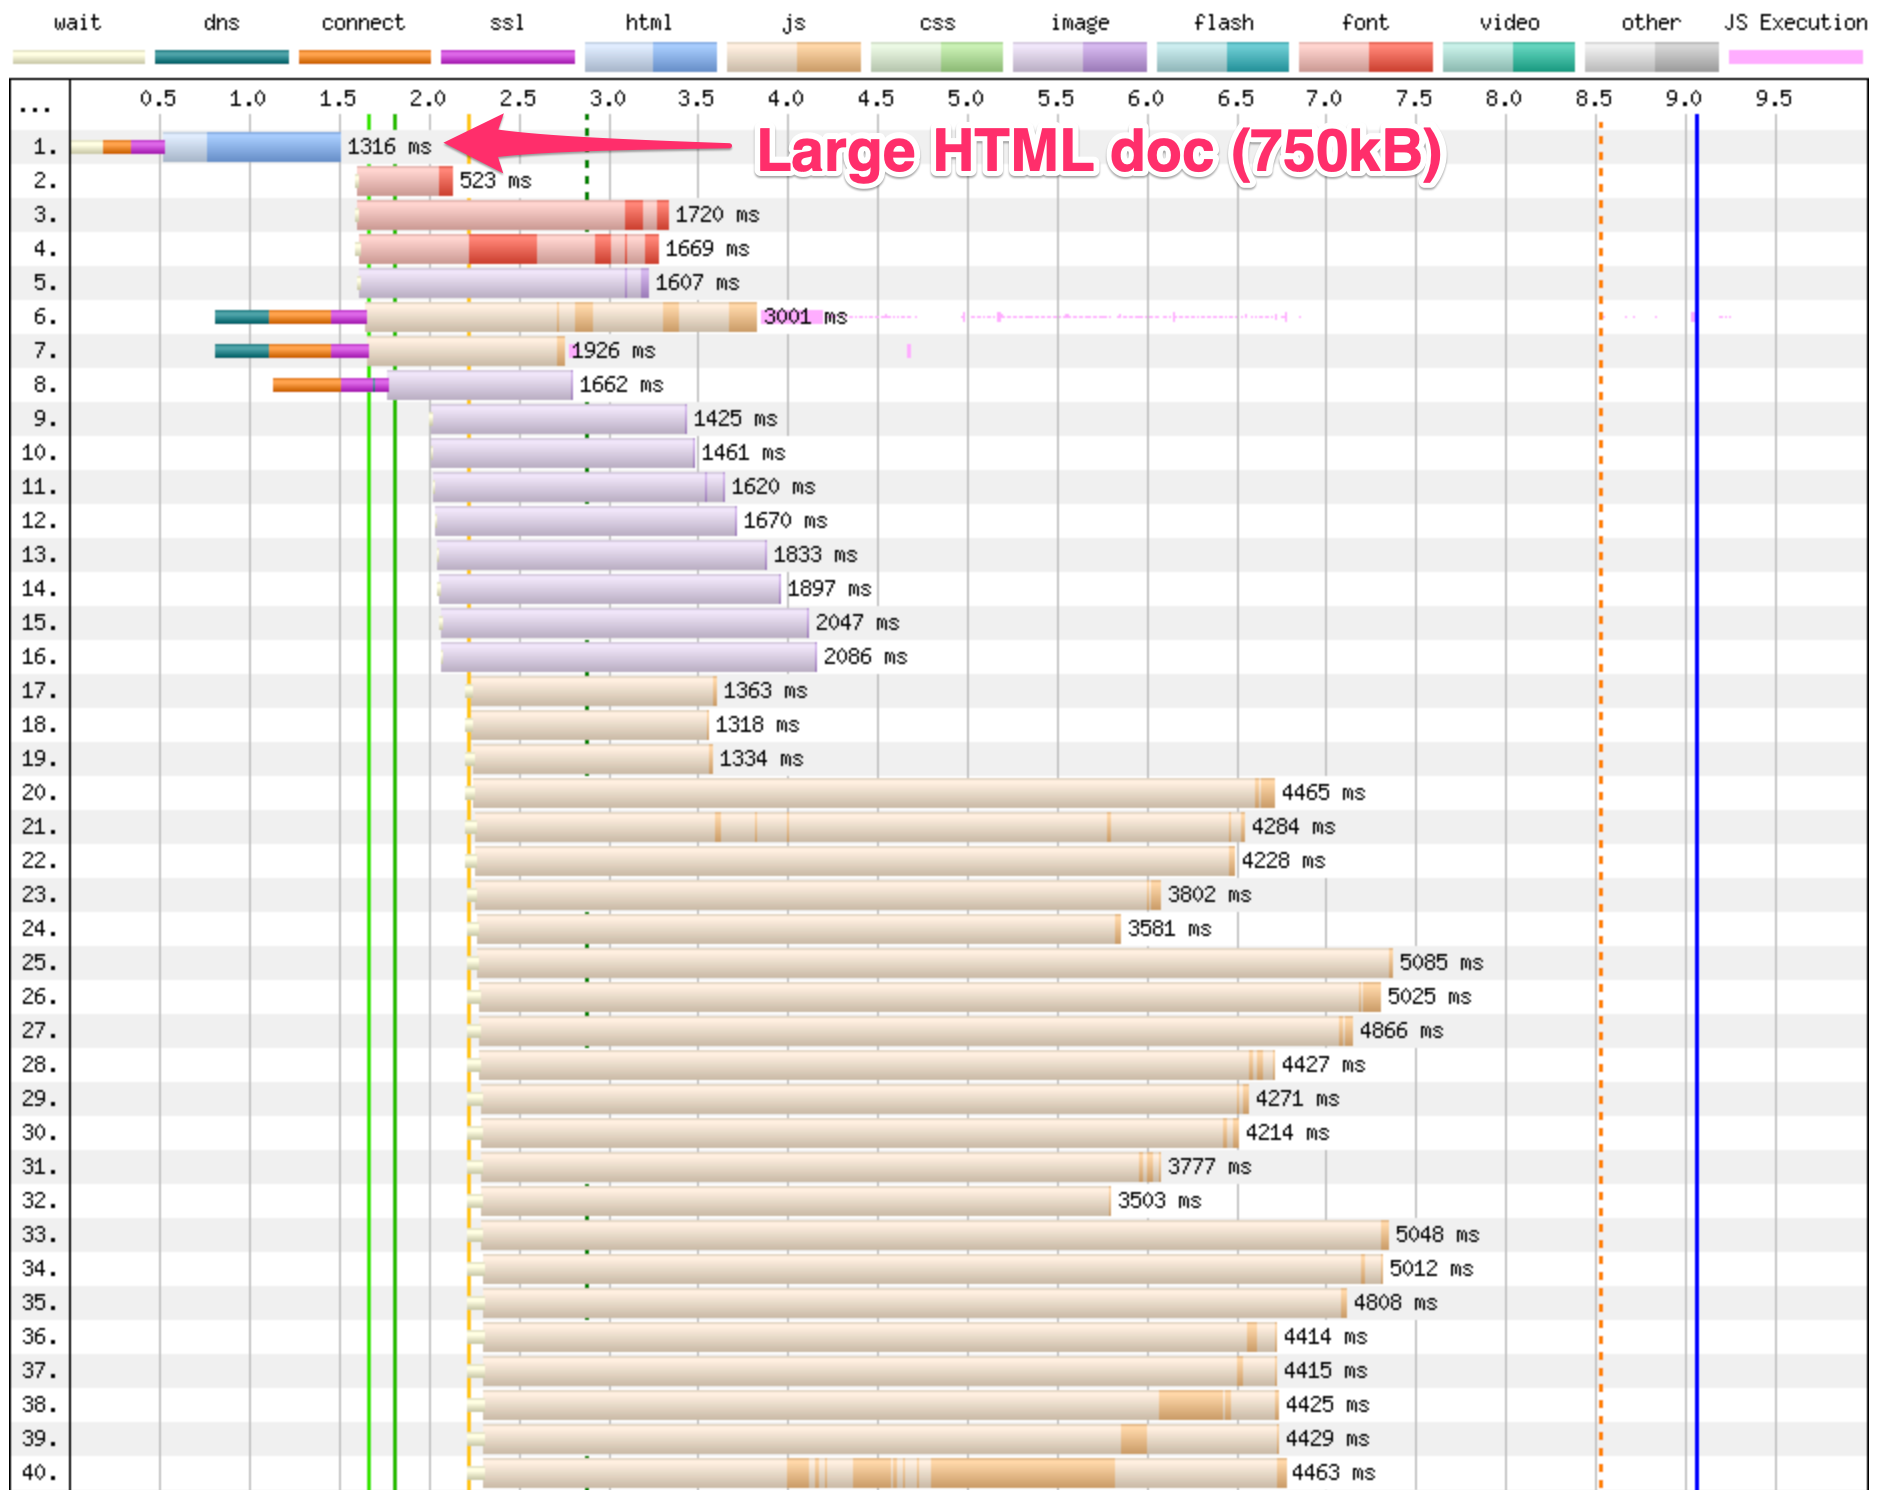 wait dns connect ssl html js css image flash font video other JS Execution
... 0.5 1.0 1.5 2.0 2.5 3.0 3.5 4.0 4.5 5.0 5.5 6.0 6.5 7.0 7.5 8.0 8.5 9.0 9.5
1. 1316 ms Large HTML doc (750kB)
2. 523 ms
3. 1720 ms
4. 1669 ms
5. 1607 ms
6. 3001 ms
7. 1926 ms
8. 1662 ms
9. 1425 ms
10. 1461 ms
11. 1620 ms
12. 1670 ms
13. 1833 ms
14. 1897 ms
15. 2047 ms
16. 2086 ms
17. 1363 ms
18. 1318 ms
19. 1334 ms
20. 4465 ms
21. 4284 ms
22. 4228 ms
23. 3802 ms
24. 3581 ms
25. 5085 ms
26. 5025 ms
27. 4866 ms
28. 4427 ms
29. 4271 ms
30. 4214 ms
31. 3777 ms
32. 3503 ms
33. 5048 ms
34. 5012 ms
35. 4808 ms
36. 4414 ms
37. 4415 ms
38. 4425 ms
39. 4429 ms
40. 4463 ms